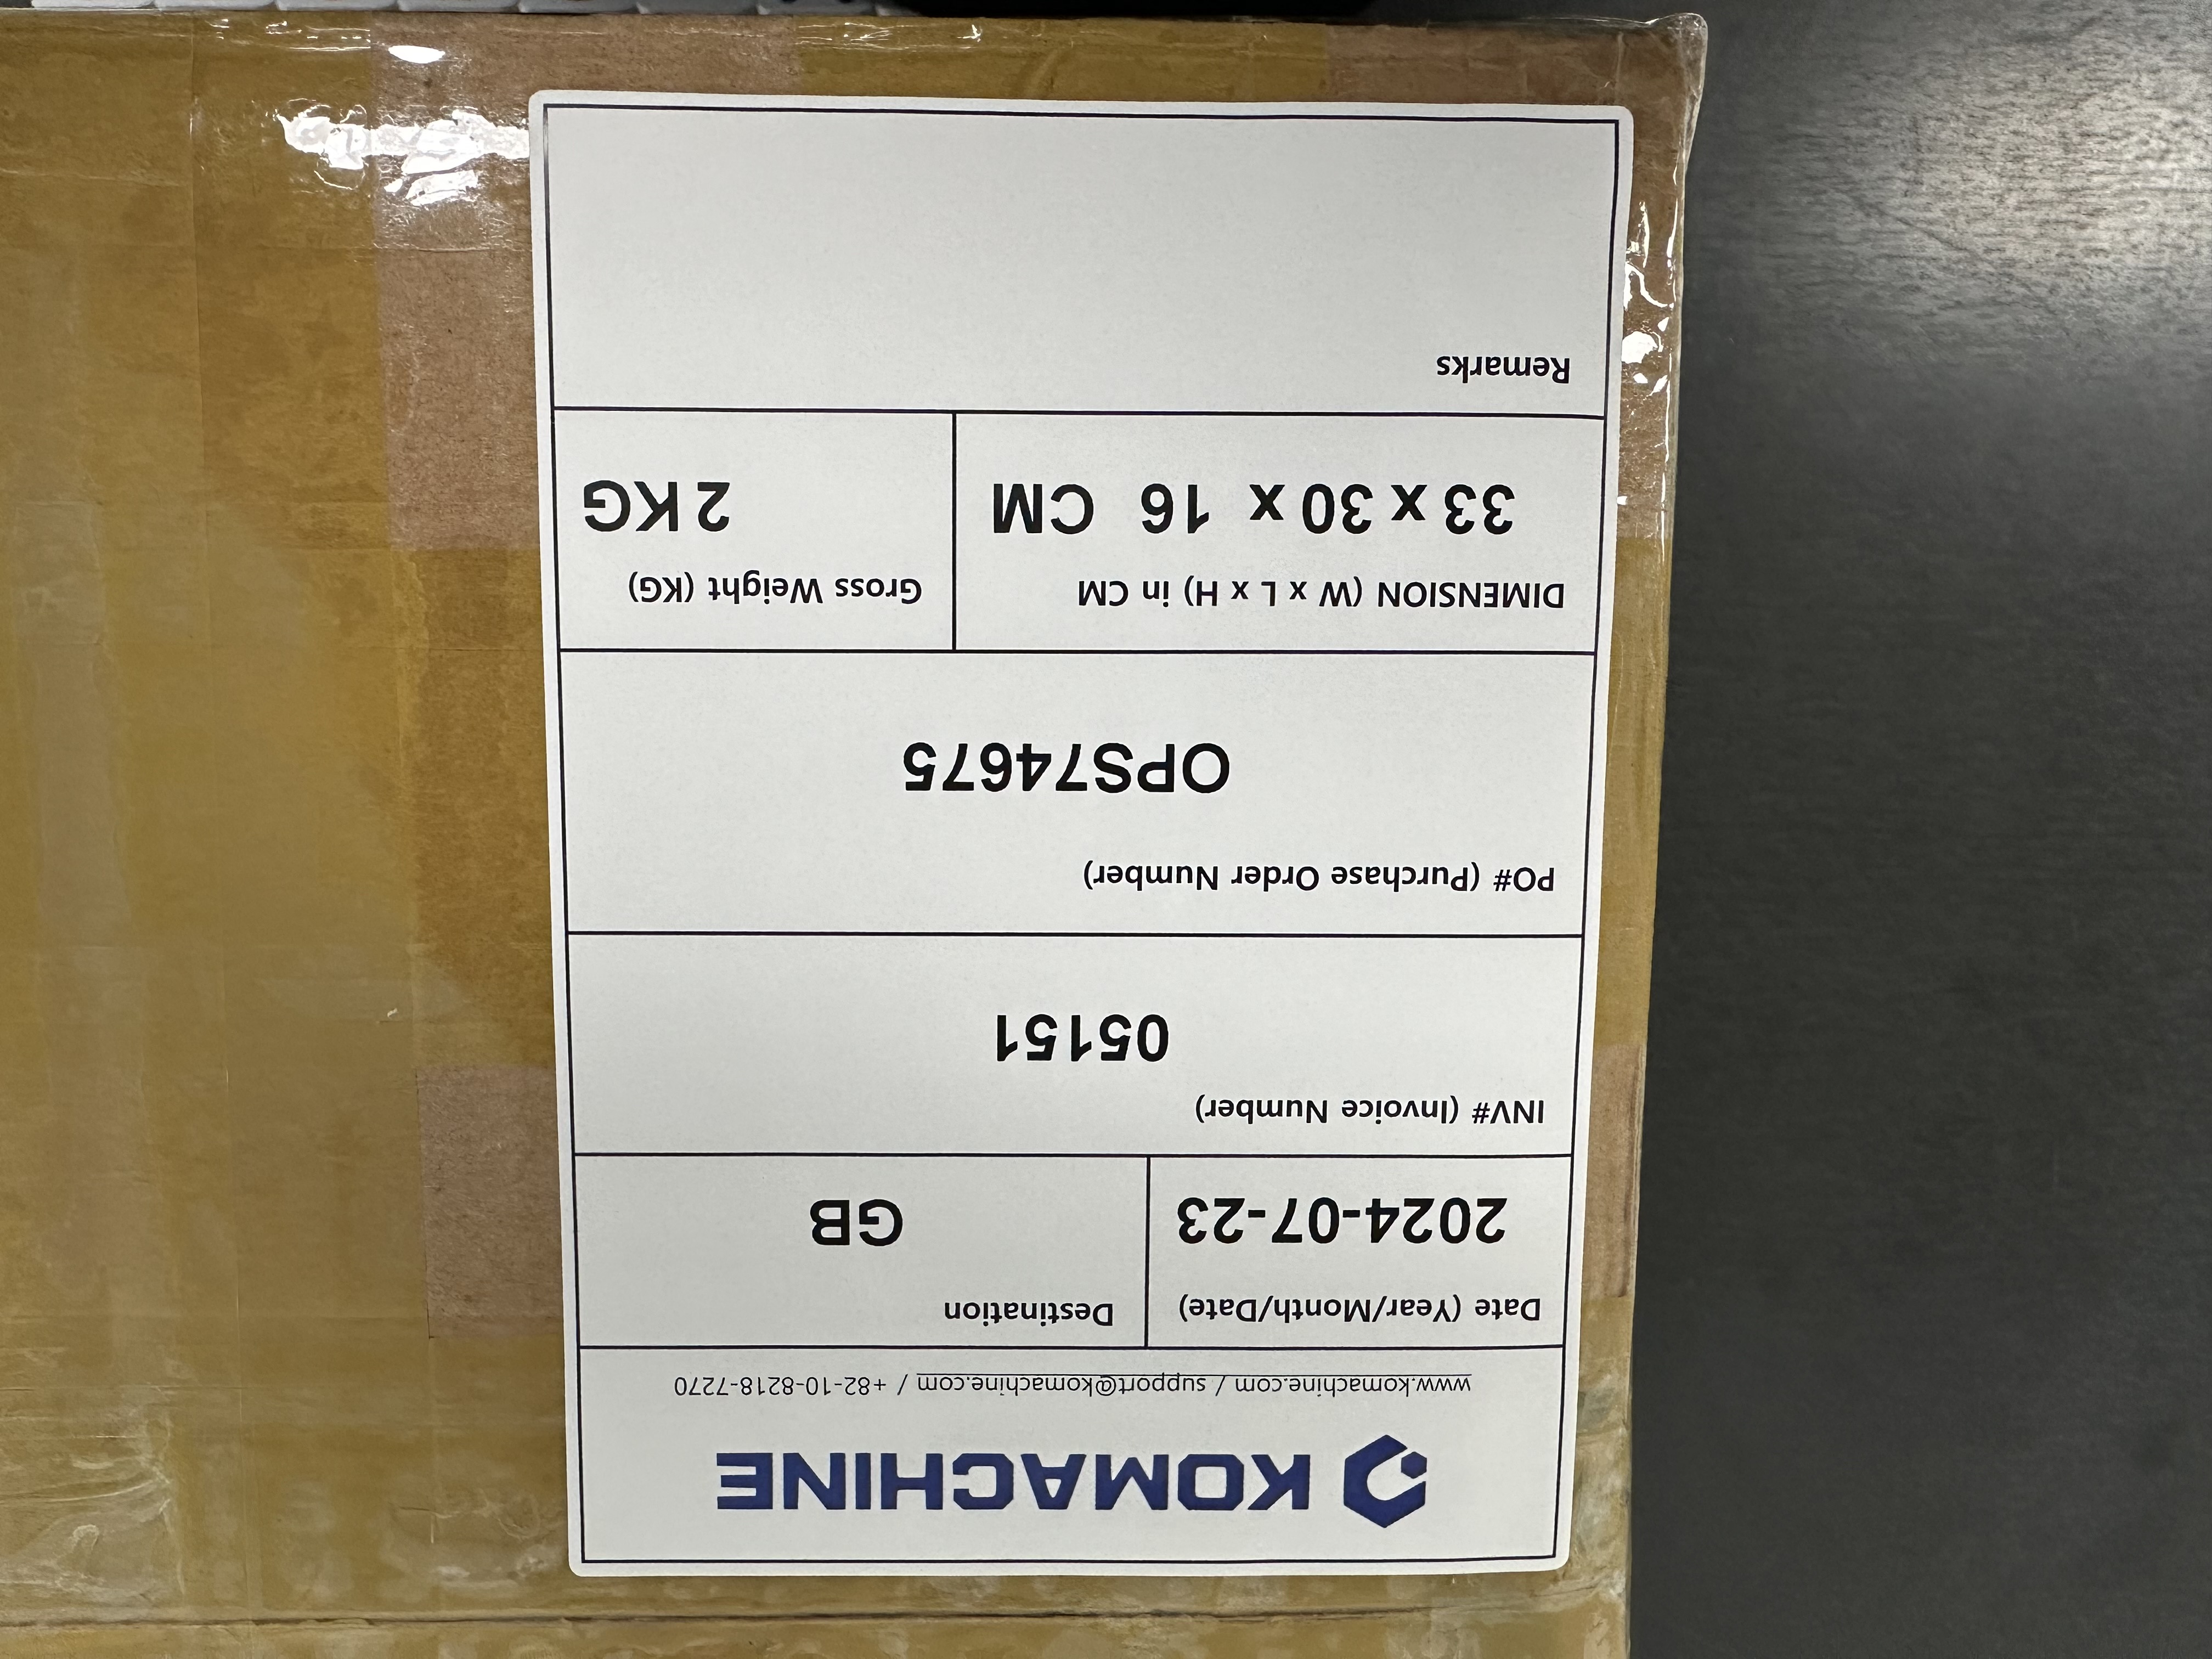 KOMACHINE
www.komachine.com / support@komachine.com / +82-10-8218-7270
Date (Year/Month/Date)
2024-07-23
Destination
GB
INV# (Invoice Number)
05151
PO# (Purchase Order Number)
OPS74675
DIMENSION (W x L x H) in CM
33 x 30 x 16 CM
Gross Weight (KG)
2 KG
Remarks